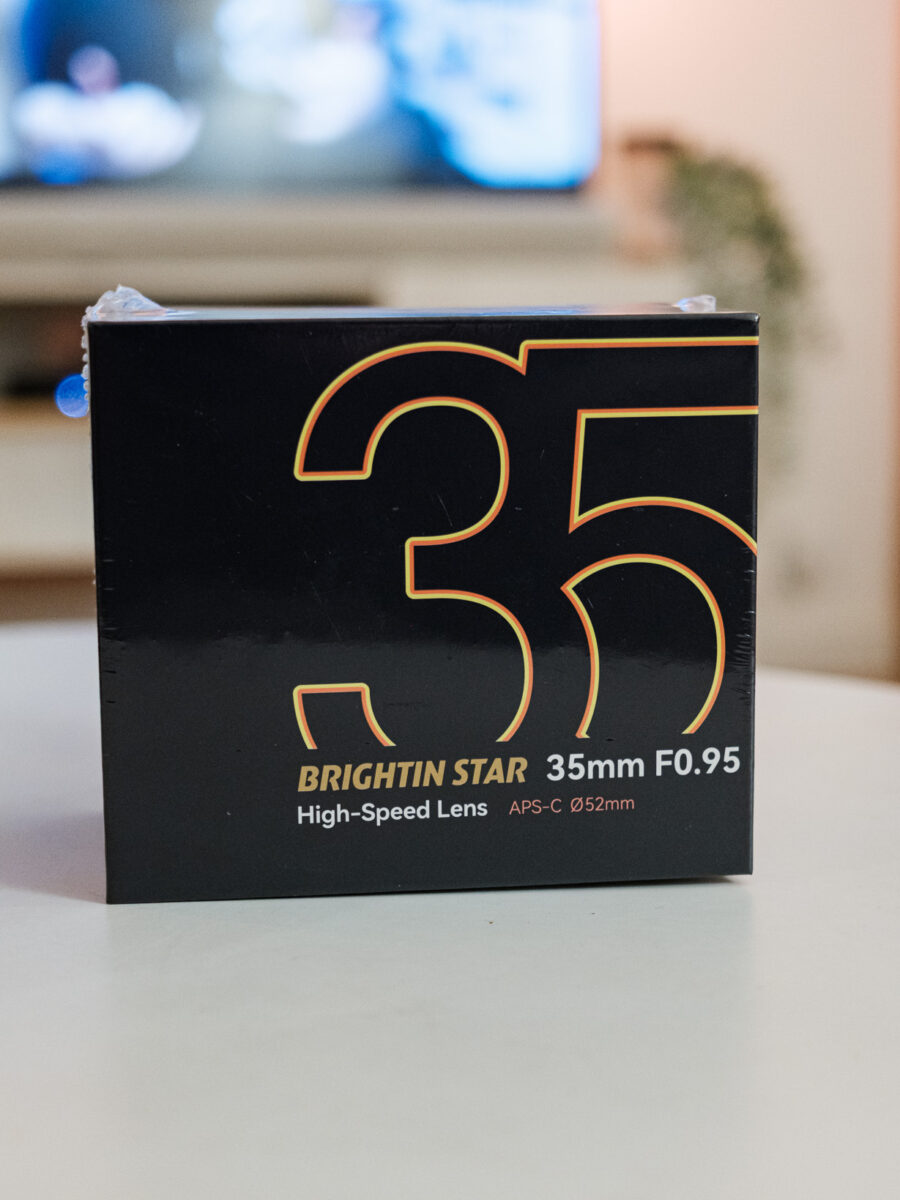 35
BRIGHTIN STAR 35mm F0.95
High-Speed Lens APS-C Ø52mm